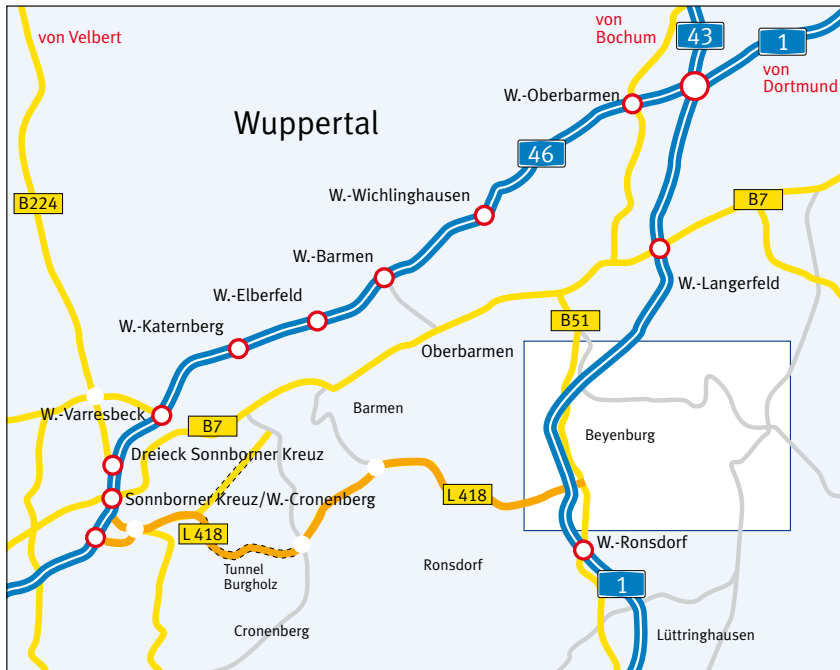 von Velbert
von
Bochum
43
1
von
Dortmund
W.-Oberbarmen
Wuppertal
46
W.-Wichlinghausen
B224
B7
W.-Barmen
W.-Langerfeld
W.-Elberfeld
W.-Katernberg
B51
Oberbarmen
W.-Varresbeck
Barmen
B7
Beyenburg
Dreieck Sonnborner Kreuz
Sonnborner Kreuz/W.-Cronenberg
L 418
L 418
W.-Ronsdorf
Tunnel
Burgholz
Ronsdorf
1
Cronenberg
Lüttringhausen